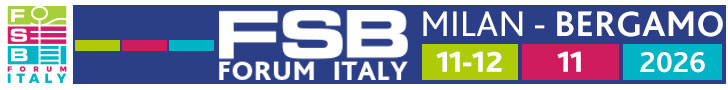 FSB
FORUM
ITALY
FSB
FORUM ITALY
MILAN - BERGAMO
11-12 11 2026